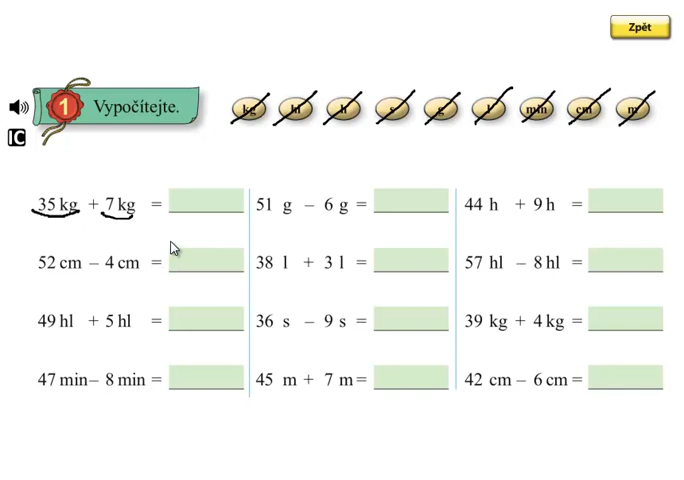 Zpět
1 Vypočítejte.
kg hl h s g l min cm m
IC
35 kg + 7 kg =
51 g – 6 g =
44 h + 9 h =
52 cm – 4 cm =
38 l + 3 l =
57 hl – 8 hl =
49 hl + 5 hl =
36 s – 9 s =
39 kg + 4 kg =
47 min – 8 min =
45 m + 7 m =
42 cm – 6 cm =